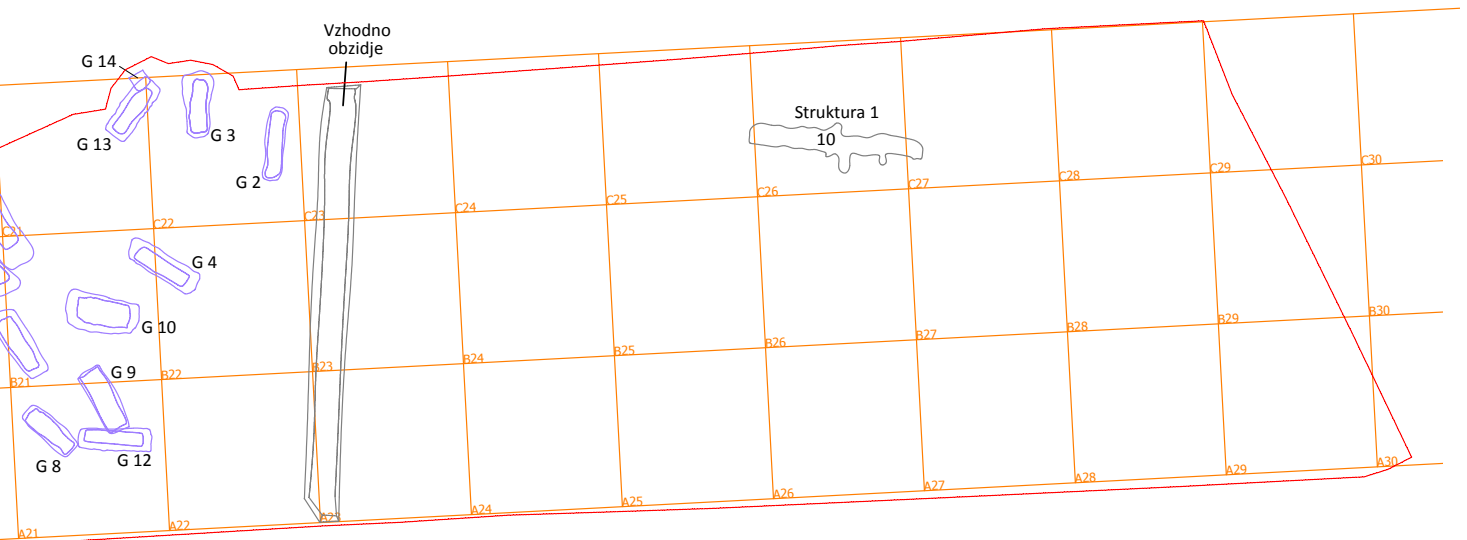 Vzhodno
obzidje
G 14
Struktura 1
10
G 13
G 3
G 2
C21
C22
C23
C24
C25
C26
C27
C28
C29
C30
G 4
G 10
B21
B22
B23
B24
B25
B26
B27
B28
B29
B30
G 9
G 8
G 12
A21
A22
A23
A24
A25
A26
A27
A28
A29
A30